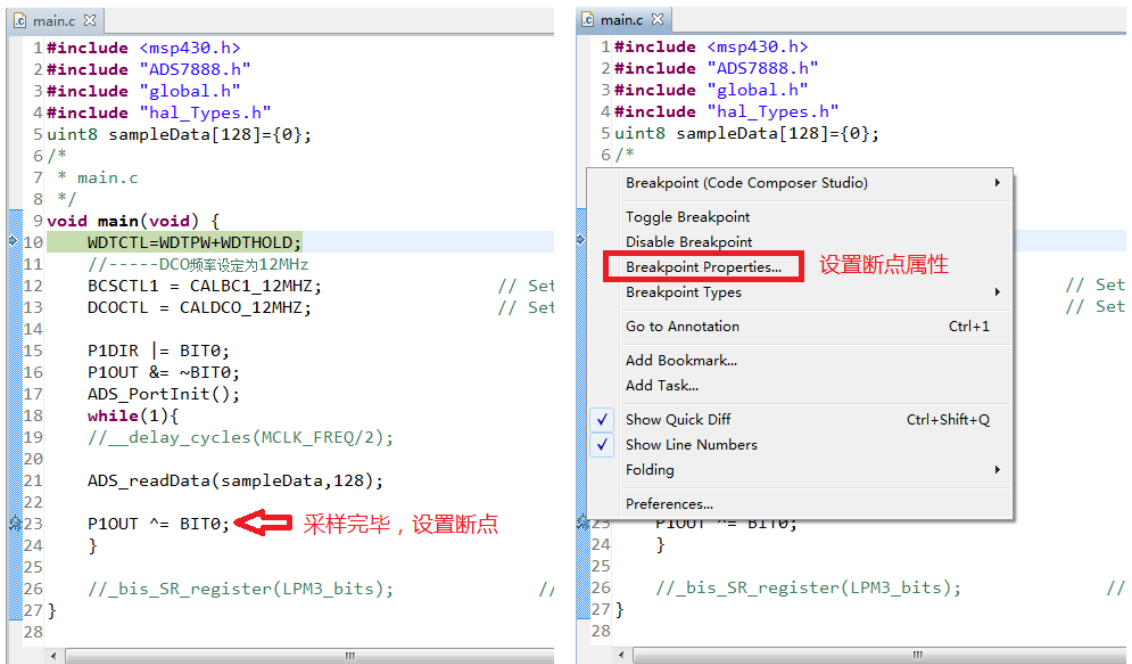 main.c
1 #include <msp430.h>
2 #include "ADS7888.h"
3 #include "global.h"
4 #include "hal_Types.h"
5 uint8 sampleData[128]={0};
6 /*
7  * main.c
8  */
9 void main(void) {
10     WDTCTL=WDTPW+WDTHOLD;
11     //-----DCO频率设定为12MHz
12     BCSCTL1 = CALBC1_12MHZ; // Set
13     DCOCTL = CALDCO_12MHZ; // Set
14
15     P1DIR |= BIT0;
16     P1OUT &= ~BIT0;
17     ADS_PortInit();
18     while(1){
19     //__delay_cycles(MCLK_FREQ/2);
20
21     ADS_readData(sampleData,128);
22
23     P1OUT ^= BIT0; 采样完毕，设置断点
24     }
25
26     //_bis_SR_register(LPM3_bits); //
27 }
28
main.c
1 #include <msp430.h>
2 #include "ADS7888.h"
3 #include "global.h"
4 #include "hal_Types.h"
5 uint8 sampleData[128]={0};
6 /*
Breakpoint (Code Composer Studio)
Toggle Breakpoint
Disable Breakpoint
Breakpoint Properties... 设置断点属性
// Set
Breakpoint Types
// Set
Go to Annotation Ctrl+1
Add Bookmark...
Add Task...
Show Quick Diff Ctrl+Shift+Q
Show Line Numbers
Folding
Preferences...
23     P1OUT ^= BIT0;
24     }
25
26     //_bis_SR_register(LPM3_bits); //
27 }
28